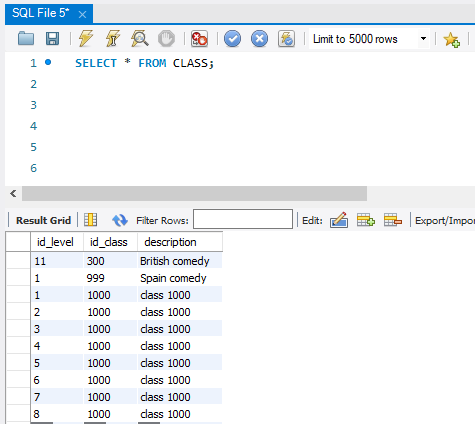 SQL File 5*
Limit to 5000 rows
1 SELECT * FROM CLASS;
2
3
4
5
6
Result Grid Filter Rows: Edit: Export/Impor
id_level id_class description
11 300 British comedy
1 999 Spain comedy
1 1000 class 1000
2 1000 class 1000
3 1000 class 1000
4 1000 class 1000
5 1000 class 1000
6 1000 class 1000
7 1000 class 1000
8 1000 class 1000